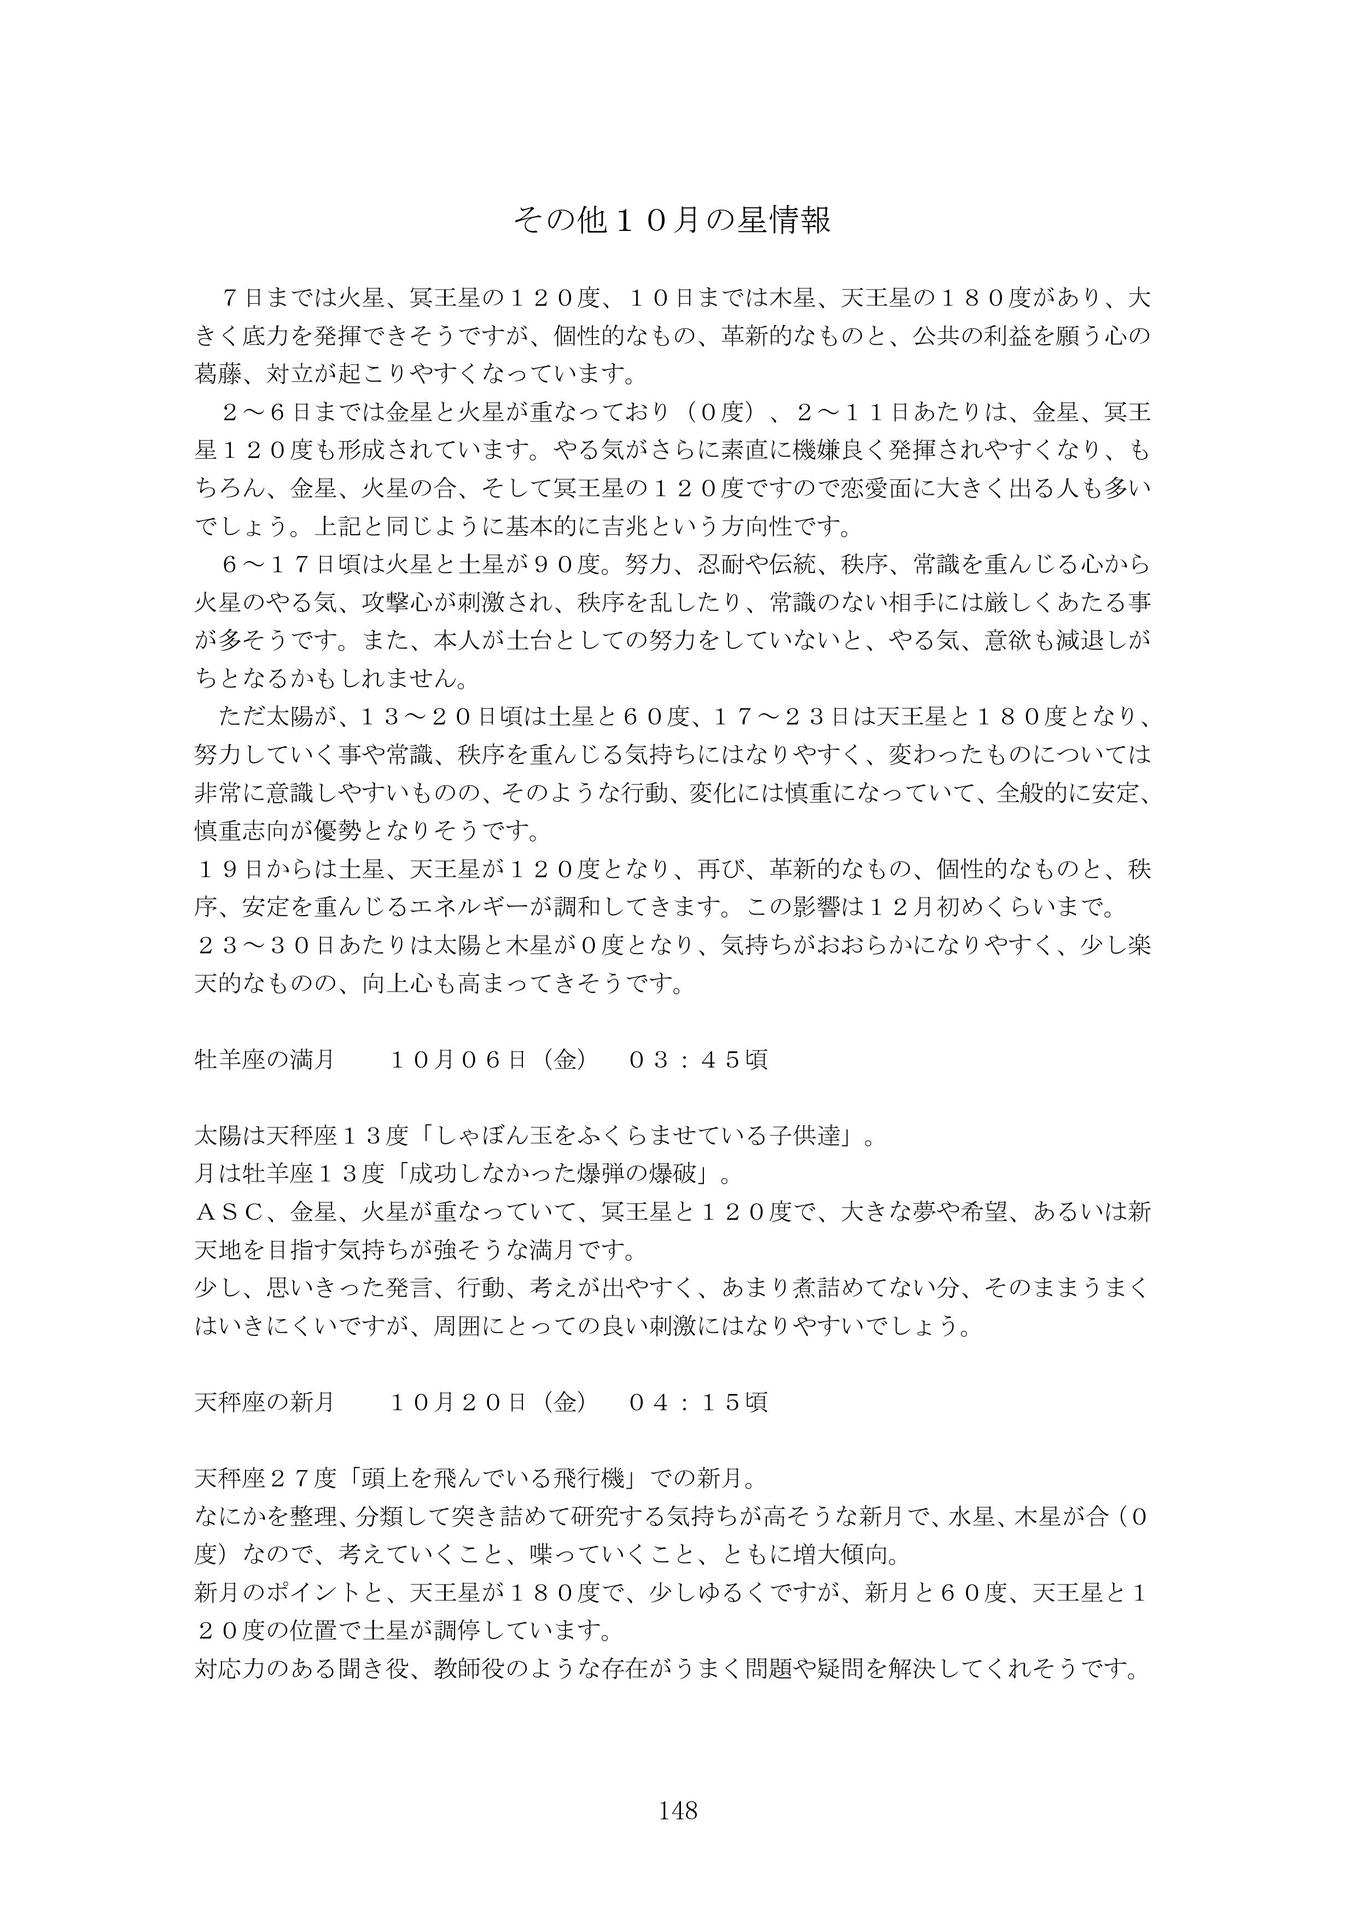 その他１０月の星情報
　７日までは火星、冥王星の１２０度、１０日までは木星、天王星の１８０度があり、大
きく底力を発揮できそうですが、個性的なもの、革新的なものと、公共の利益を願う心の
葛藤、対立が起こりやすくなっています。
　２～６日までは金星と火星が重なっており（０度）、２～１１日あたりは、金星、冥王
星１２０度も形成されています。やる気がさらに素直に機嫌良く発揮されやすくなり、も
ちろん、金星、火星の合、そして冥王星の１２０度ですので恋愛面に大きく出る人も多い
でしょう。上記と同じように基本的に吉兆という方向性です。
　６～１７日頃は火星と土星が９０度。努力、忍耐や伝統、秩序、常識を重んじる心から
火星のやる気、攻撃心が刺激され、秩序を乱したり、常識のない相手には厳しくあたる事
が多そうです。また、本人が土台としての努力をしていないと、やる気、意欲も減退しが
ちとなるかもしれません。
　ただ太陽が、１３～２０日頃は土星と６０度、１７～２３日は天王星と１８０度となり、
努力していく事や常識、秩序を重んじる気持ちにはなりやすく、変わったものについては
非常に意識しやすいものの、そのような行動、変化には慎重になっていて、全般的に安定、
慎重志向が優勢となりそうです。
１９日からは土星、天王星が１２０度となり、再び、革新的なもの、個性的なものと、秩
序、安定を重んじるエネルギーが調和してきます。この影響は１２月初めくらいまで。
２３～３０日あたりは太陽と木星が０度となり、気持ちがおおらかになりやすく、少し楽
天的なものの、向上心も高まってきそうです。
牡羊座の満月　　１０月０６日（金）　０３：４５頃
太陽は天秤座１３度「しゃぼん玉をふくらませている子供達」。
月は牡羊座１３度「成功しなかった爆弾の爆破」。
ＡＳＣ、金星、火星が重なっていて、冥王星と１２０度で、大きな夢や希望、あるいは新
天地を目指す気持ちが強そうな満月です。
少し、思いきった発言、行動、考えが出やすく、あまり煮詰めてない分、そのままうまく
はいきにくいですが、周囲にとっての良い刺激にはなりやすいでしょう。
天秤座の新月　　１０月２０日（金）　０４：１５頃
天秤座２７度「頭上を飛んでいる飛行機」での新月。
なにかを整理、分類して突き詰めて研究する気持ちが高そうな新月で、水星、木星が合（０
度）なので、考えていくこと、喋っていくこと、ともに増大傾向。
新月のポイントと、天王星が１８０度で、少しゆるくですが、新月と６０度、天王星と１
２０度の位置で土星が調停しています。
対応力のある聞き役、教師役のような存在がうまく問題や疑問を解決してくれそうです。
148